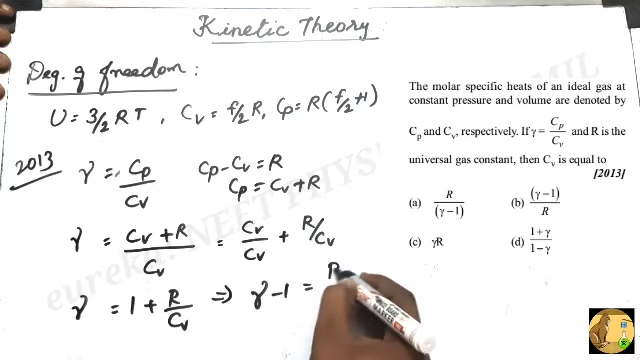 Kinetic Theory
Deg. of freedom :
U = 3/2 RT , Cv = f/2 R, Cp = R(f/2+1)
2013
γ = Cp/Cv
Cp - Cv = R
Cp = Cv + R
γ = (Cv + R)/Cv = Cv/Cv + R/Cv
γ = 1 + R/Cv ⇒ γ - 1 = R
The molar specific heats of an ideal gas at
constant pressure and volume are denoted by
Cp and Cv, respectively. If γ = Cp/Cv and R is the
universal gas constant, then Cv is equal to
[2013]
(a) R/(γ−1) (b) (γ−1)/R
(c) γR (d) (1+γ)/(1−γ)